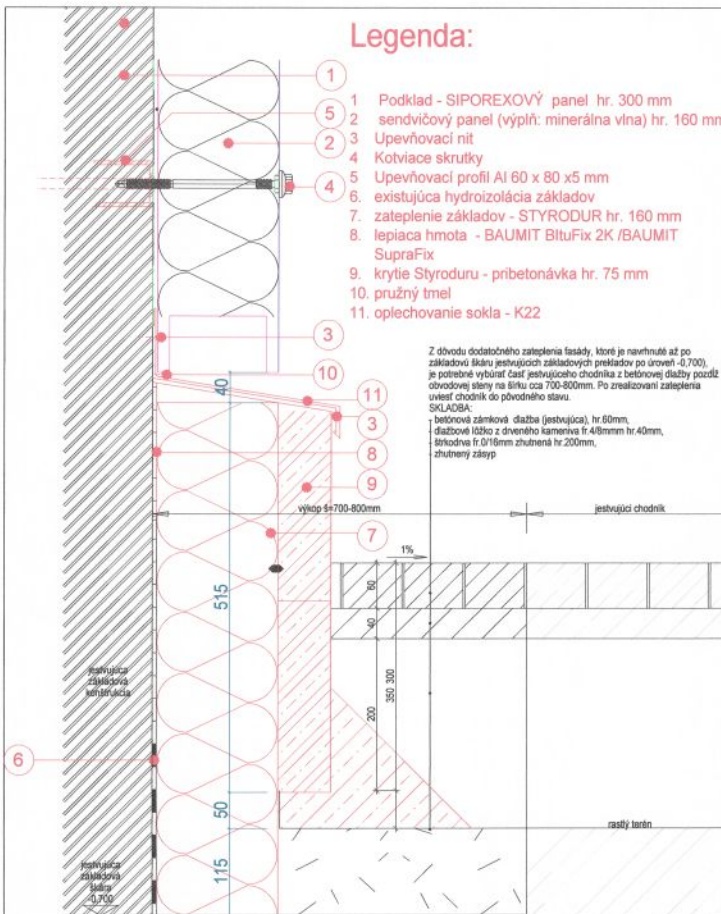 Legenda:
1 Podklad - SIPOREXOVÝ panel hr. 300 mm
2 sendvičový panel (výplň: minerálna vlna) hr. 160 mm
3 Upevňovací nit
4 Kotviace skrutky
5 Upevňovací profil Al 60 x 80 x5 mm
6. existujúca hydroizolácia základov
7. zateplenie základov - STYRODUR hr. 160 mm
8. lepiaca hmota - BAUMIT BItuFix 2K /BAUMIT
SupraFix
9. krytie Styroduru - pribetonávka hr. 75 mm
10. pružný tmel
11. oplechovanie sokla - K22
1
5
2
4
3
10
11
3
8
9
7
6
Z dôvodu dodatočného zateplenia fasády, ktoré je navrhnuté až po
základovú škáru jestvujúcich základových prekladov po úroveň -0,700),
je potrebné vybúrať časť jestvujúceho chodníka z betónovej dlažby pozdĺž
obvodovej steny na šírku cca 700-800mm. Po zrealizovaní zateplenia
uviesť chodník do pôvodného stavu.
SKLADBA:
betónová zámková dlažba (jestvujúca), hr.60mm,
dlažbové lôžko z drveného kameniva fr.4/8mmm hr.40mm,
štrkodrva fr.0/16mm zhutnená hr.200mm,
zhutnený zásyp
výkop š=700-800mm
jestvujúci chodník
1%
40
515
50
115
60
40
200
350
300
jestvujúca
základová
konštrukcia
jestvujúca
základová
škára
-0,700
rastlý terén